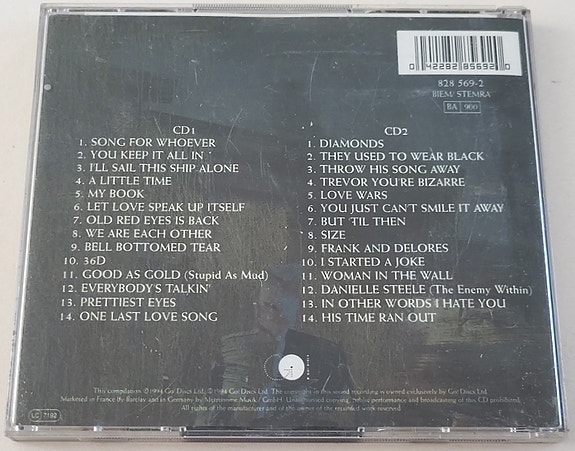 0 42282 85692 0
828 569-2
BIEM/STEMRA
BA 900
CD1
1. SONG FOR WHOEVER
2. YOU KEEP IT ALL IN
3. I'LL SAIL THIS SHIP ALONE
4. A LITTLE TIME
5. MY BOOK
6. LET LOVE SPEAK UP ITSELF
7. OLD RED EYES IS BACK
8. WE ARE EACH OTHER
9. BELL BOTTOMED TEAR
10. 36D
11. GOOD AS GOLD (Stupid As Mud)
12. EVERYBODY'S TALKIN'
13. PRETTIEST EYES
14. ONE LAST LOVE SONG
CD2
1. DIAMONDS
2. THEY USED TO WEAR BLACK
3. THROW HIS SONG AWAY
4. TREVOR YOU'RE BIZARRE
5. LOVE WARS
6. YOU JUST CAN'T SMILE IT AWAY
7. BUT 'TIL THEN
8. SIZE
9. FRANK AND DELORES
10. I STARTED A JOKE
11. WOMAN IN THE WALL
12. DANIELLE STEELE (The Enemy Within)
13. IN OTHER WORDS I HATE YOU
14. HIS TIME RAN OUT
This compilation ℗ 1994 Go! Discs Ltd. © 1994 Go! Discs Ltd. The copyright in this sound recording is owned exclusively by Go! Discs Ltd.
Marketed in France by Barclay and in Germany by Metronome Musik / GmbH. Unauthorised copying, public performance and broadcasting of this CD prohibited.
All rights of the manufacturer and of the owner of the recorded work reserved.
LC 7192